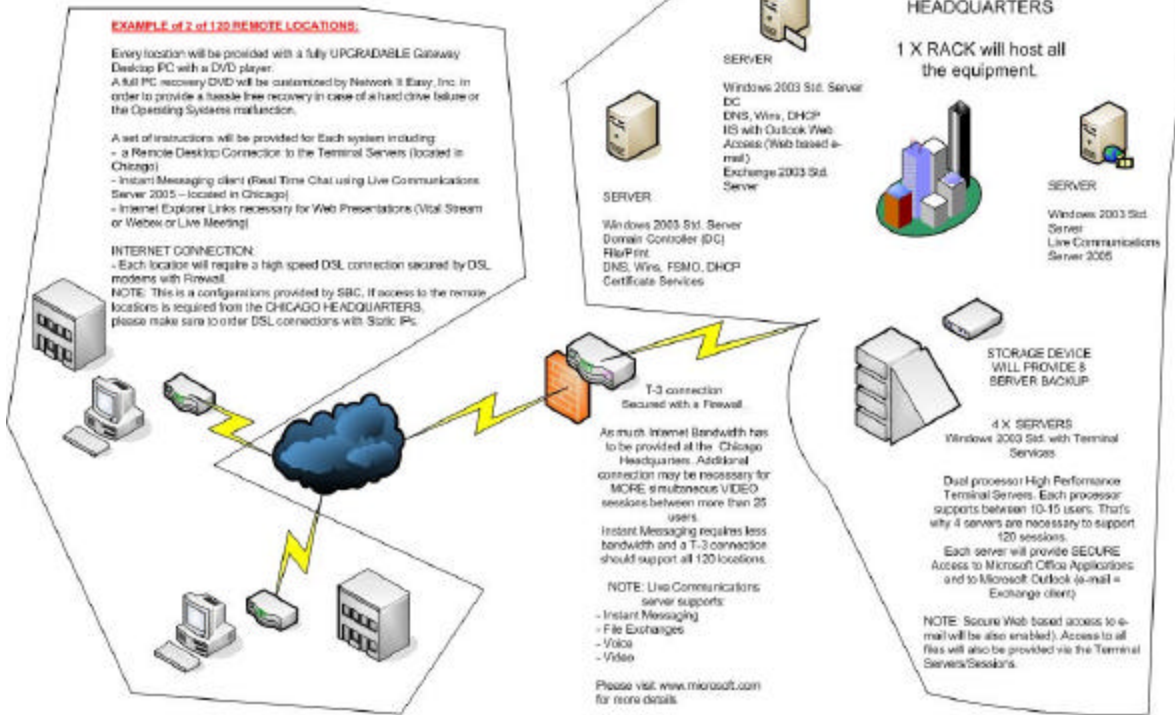 EXAMPLE of 2 of 120 REMOTE LOCATIONS:
Every location will be provided with a fully UPGRADABLE Gateway
Desktop PC with a DVD player.
A full PC recovery DVD will be customized by Network It Easy, Inc. in
order to provide a hassle free recovery in case of a hard drive failure or
the Operating Systems malfunction.
A set of instructions will be provided for Each system including:
- a Remote Desktop Connection to the Terminal Servers (located in
Chicago)
- Instant Messaging client (Real Time Chat using Live Communications
Server 2005 – located in Chicago)
- Internet Explorer Links necessary for Web Presentations (Vital Stream
or Webex or Live Meeting)
INTERNET CONNECTION:
- Each location will require a high speed DSL connection secured by DSL
modems with Firewall.
NOTE: This is a configurations provided by SBC. If access to the remote
locations is required from the CHICAGO HEADQUARTERS,
please make sure to order DSL connections with Static IPs.
HEADQUARTERS
1 X RACK will host all
the equipment.
SERVER
Windows 2003 Std. Server
DC
DNS, Wins, DHCP
IIS with Outlook Web
Access (Web based e-
mail)
Exchange 2003 Std.
Server
SERVER
Windows 2003 Std. Server
Domain Controller (DC)
File/Print
DNS, Wins, FSMO, DHCP
Certificate Services
SERVER
Windows 2003 Std.
Server
Live Communications
Server 2005
T-3 connection
Secured with a Firewall
As much Internet Bandwidth has
to be provided at the Chicago
Headquarters. Additional
connection may be necessary for
MORE simultaneous VIDEO
sessions between more than 25
users.
Instant Messaging requires less
bandwidth and a T-3 connection
should support all 120 locations.
NOTE: Live Communications
server supports:
- Instant Messaging
- File Exchanges
- Voice
- Video
Please visit www.microsoft.com
for more details
STORAGE DEVICE
WILL PROVIDE 8
SERVER BACKUP
4 X SERVERS
Windows 2003 Std. with Terminal
Services
Dual processor High Performance
Terminal Servers. Each processor
supports between 10-15 users. That's
why 4 servers are necessary to support
120 sessions.
Each server will provide SECURE
Access to Microsoft Office Applications
and to Microsoft Outlook (e-mail =
Exchange client)
NOTE: Secure Web based access to e-
mail will be also enabled). Access to all
files will also be provided via the Terminal
Servers/Sessions.